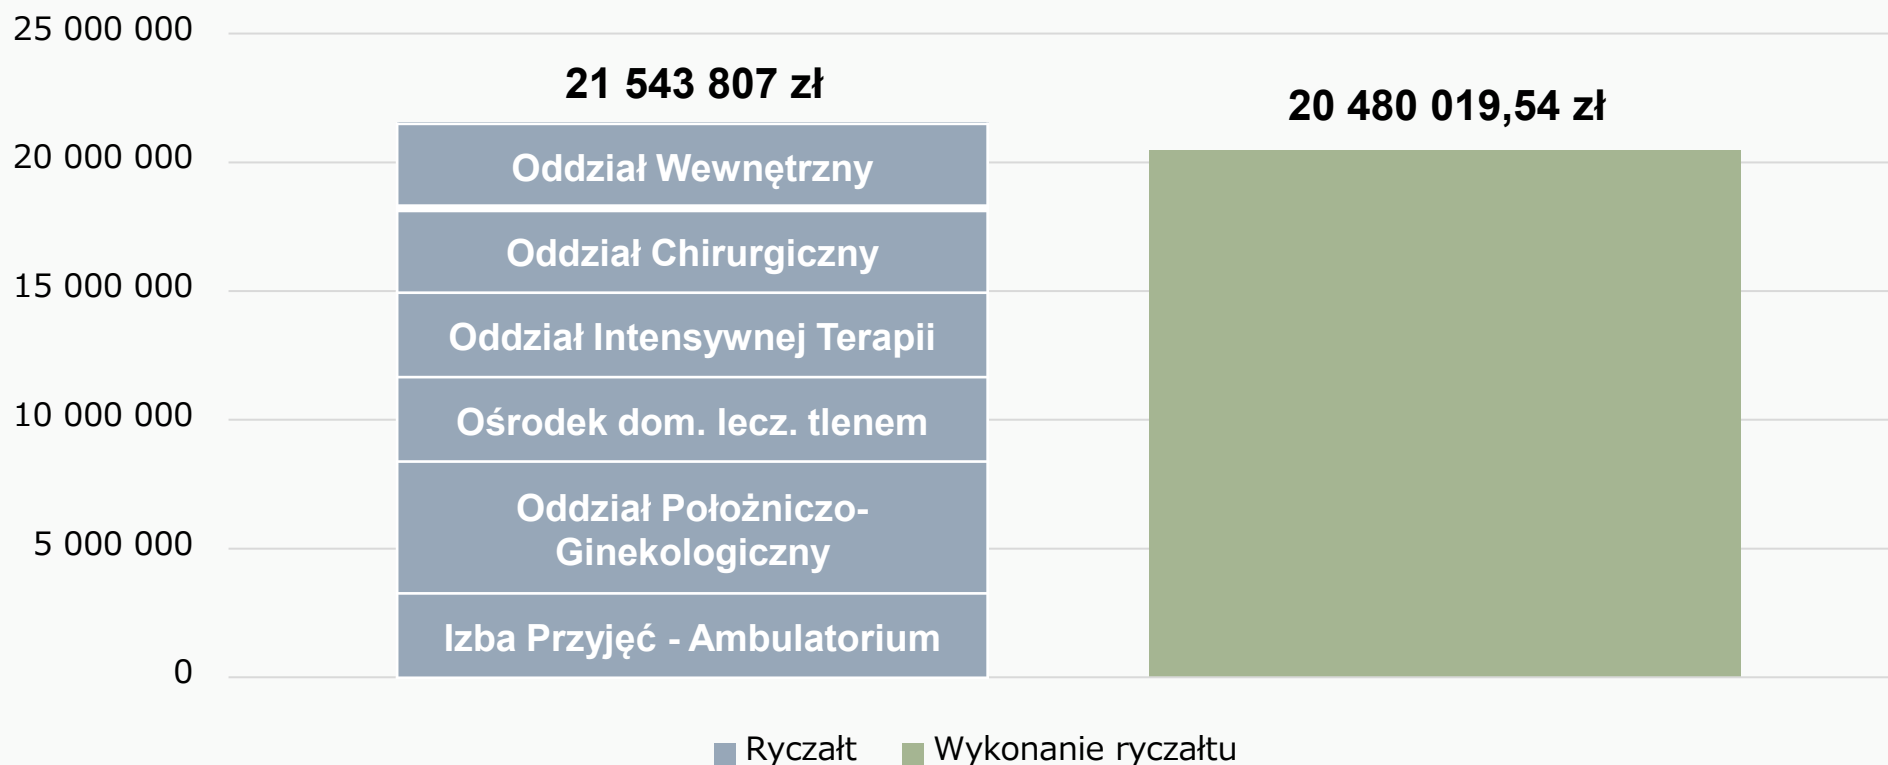 25 000 000
20 000 000
15 000 000
10 000 000
5 000 000
0
21 543 807 zł
Oddział Wewnętrzny
Oddział Chirurgiczny
Oddział Intensywnej Terapii
Ośrodek dom. lecz. tlenem
Oddział Położniczo-
Ginekologiczny
Izba Przyjęć - Ambulatorium
20 480 019,54 zł
Ryczałt
Wykonanie ryczałtu